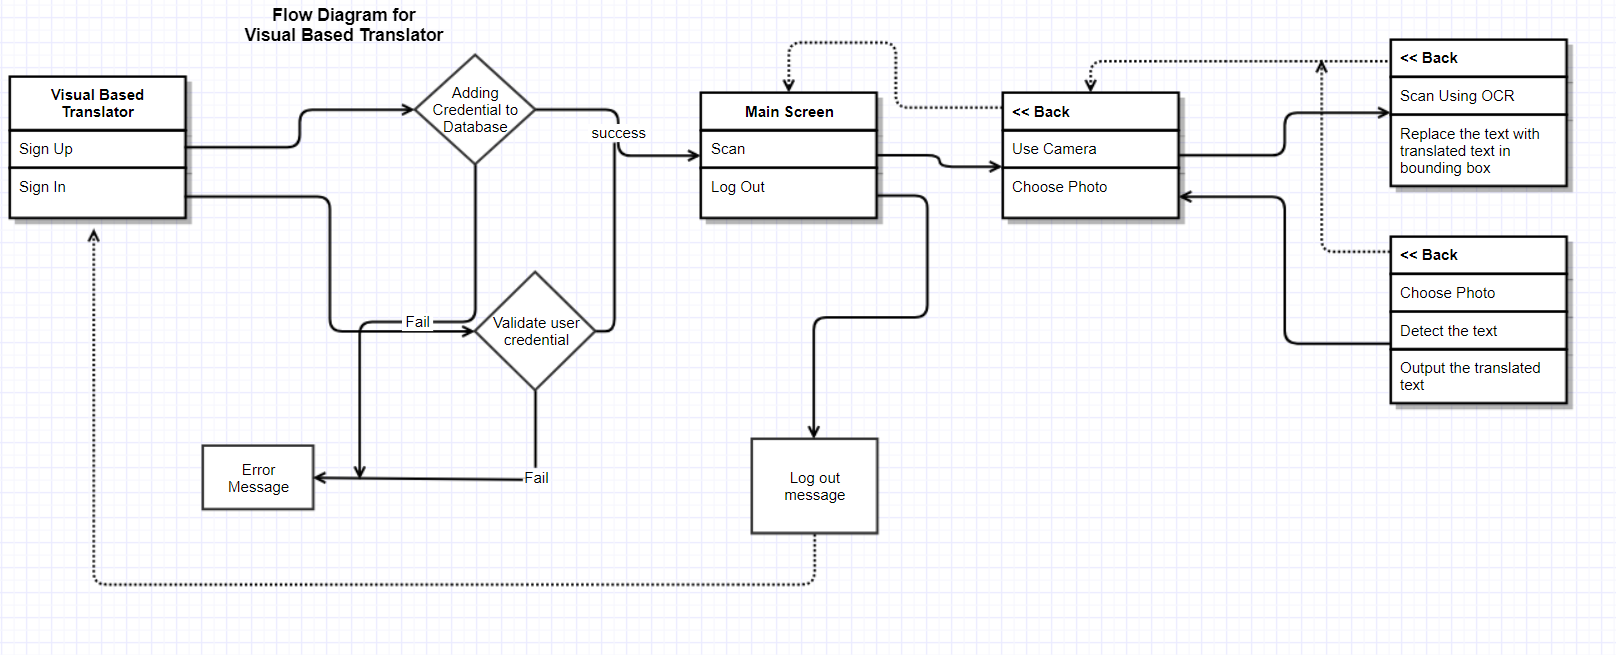 Flow Diagram for
Visual Based Translator
Visual Based
Translator
Sign Up
Sign In
Adding
Credential to
Database
success
Fail
Validate user
credential
Fail
Error
Message
Main Screen
Scan
Log Out
Log out
message
<< Back
Use Camera
Choose Photo
<< Back
Scan Using OCR
Replace the text with
translated text in
bounding box
<< Back
Choose Photo
Detect the text
Output the translated
text